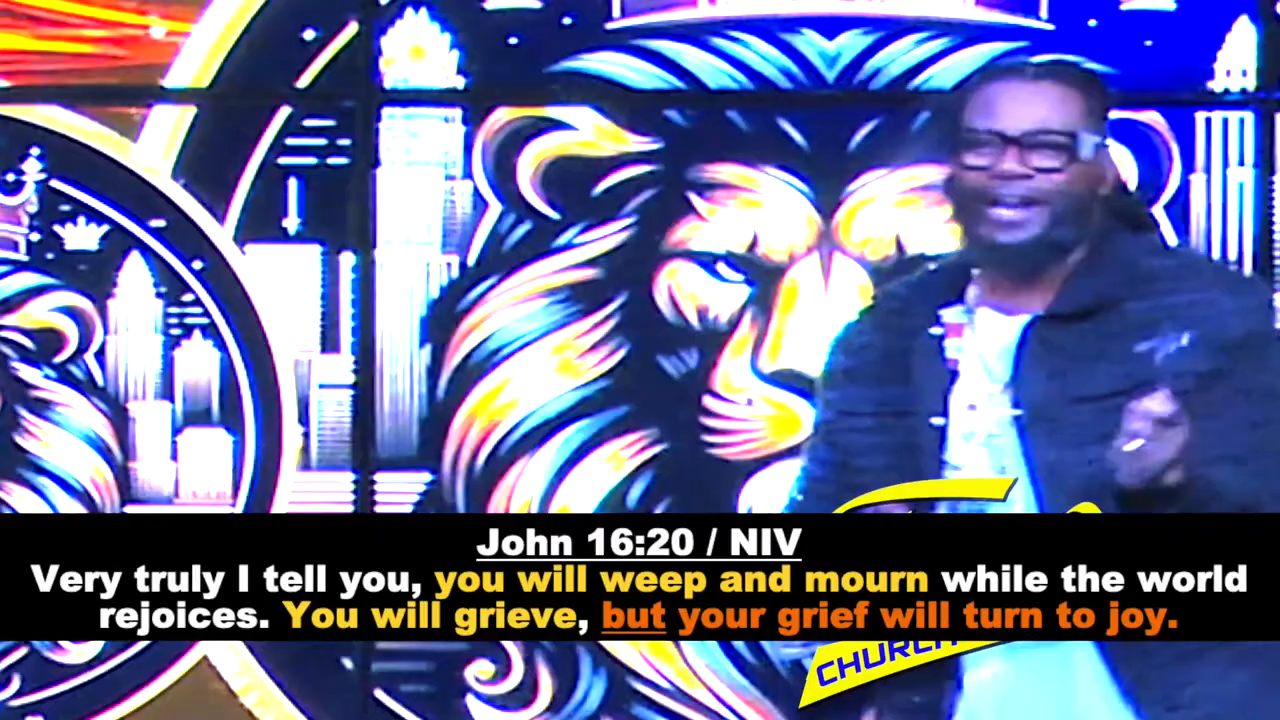 John 16:20 / NIV
Very truly I tell you, you will weep and mourn while the world
rejoices. You will grieve, but your grief will turn to joy.
CHURCH